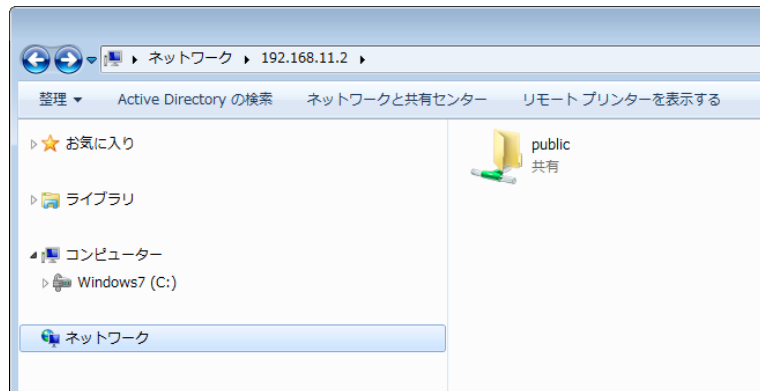 ネットワーク 192.168.11.2
整理 Active Directory の検索 ネットワークと共有センター リモート プリンターを表示する
お気に入り
public
共有
ライブラリ
コンピューター
Windows7 (C:)
ネットワーク